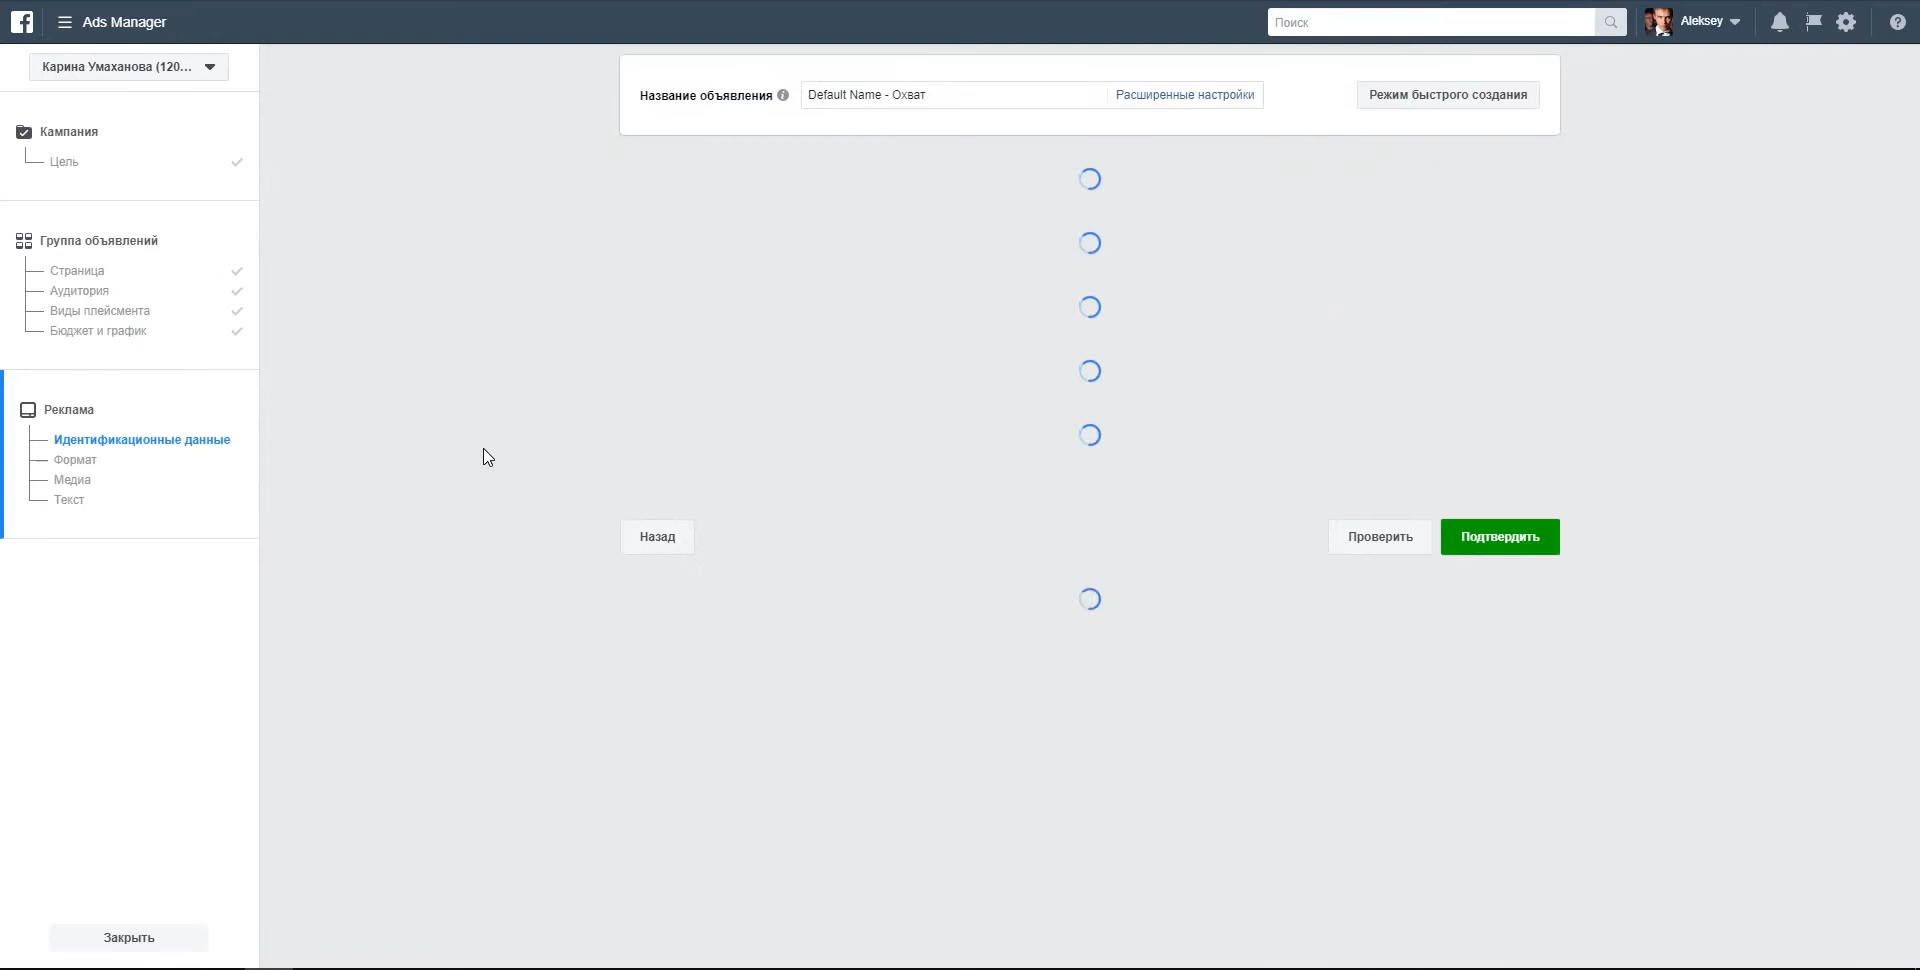 Ads Manager
Поиск
Aleksey
Карина Умаханова (120...
Кампания
Цель
Группа объявлений
Страница
Аудитория
Виды плейсмента
Бюджет и график
Реклама
Идентификационные данные
Формат
Медиа
Текст
Закрыть
Название объявления
Default Name - Охват
Расширенные настройки
Режим быстрого создания
Назад
Проверить
Подтвердить